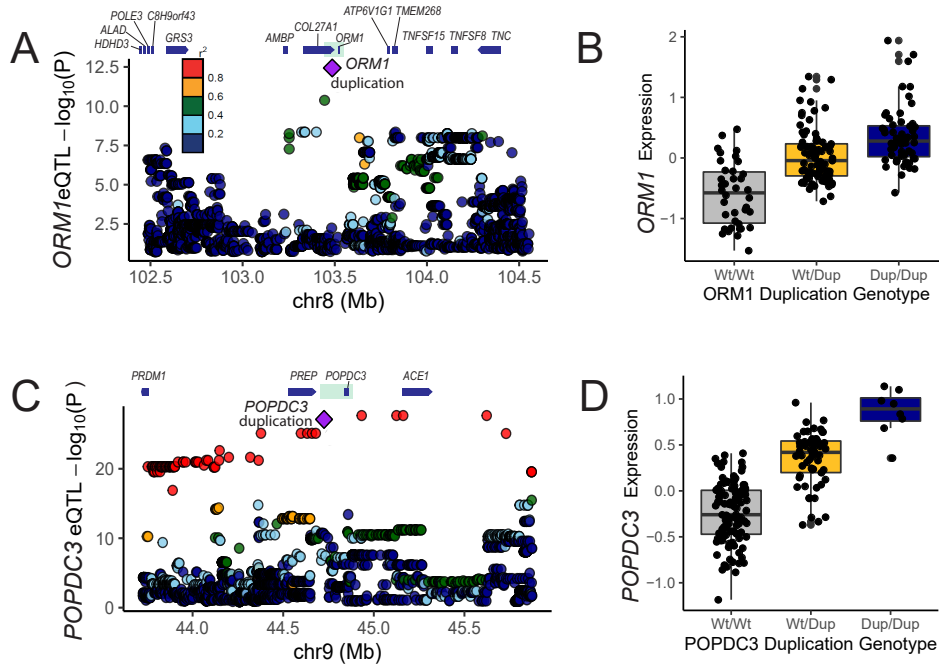 A
POLE3 C8H9orf43
ALAD
HDHD3 GRS3
AMBP COL27A1 ORM1
ATP6V1G1 TMEM268
TNFSF15 TNFSF8 TNC
ORM1 eQTL −log10(P)
12.5
10.0
7.5
5.0
2.5
r2
0.8
0.6
0.4
0.2
ORM1
duplication
102.5 103.0 103.5 104.0 104.5
chr8 (Mb)
B
ORM1 Expression
2
1
0
−1
Wt/Wt Wt/Dup Dup/Dup
ORM1 Duplication Genotype
C
PRDM1 PREP POPDC3 ACE1
POPDC3 eQTL −log10(P)
20
10
0
POPDC3
duplication
44.0 44.5 45.0 45.5
chr9 (Mb)
D
POPDC3 Expression
1.0
0.5
0.0
−0.5
−1.0
Wt/Wt Wt/Dup Dup/Dup
POPDC3 Duplication Genotype